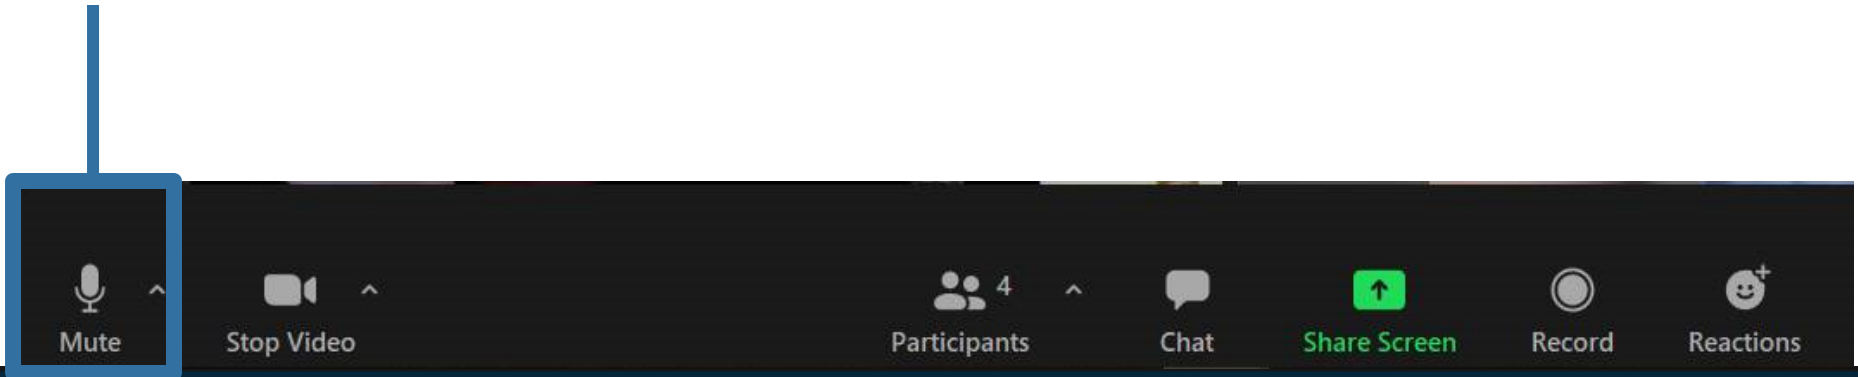 4
Mute
Stop Video
Participants
Chat
Share Screen
Record
Reactions